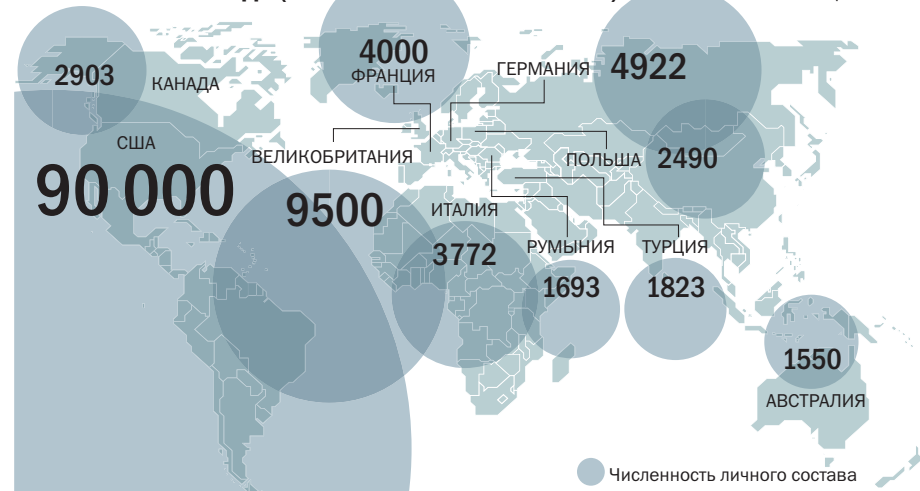 4000
ФРАНЦИЯ
2903
КАНАДА
ГЕРМАНИЯ
4922
США
90 000
ВЕЛИКОБРИТАНИЯ
9500
ПОЛЬША
2490
ИТАЛИЯ
3772
РУМЫНИЯ
1693
ТУРЦИЯ
1823
1550
АВСТРАЛИЯ
Численность личного состава